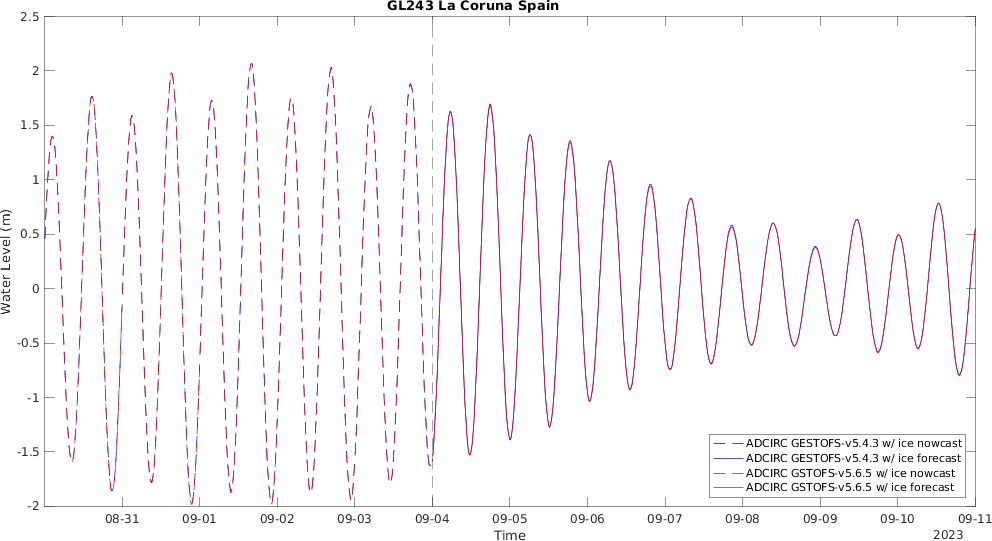 GL243 La Coruna Spain
2.5
2
1.5
1
0.5
0
-0.5
-1
-1.5
-2
Water Level (m)
ADCIRC GESTOFS-v5.4.3 w/ ice nowcast
ADCIRC GESTOFS-v5.4.3 w/ ice forecast
ADCIRC GSTOFS-v5.6.5 w/ ice nowcast
ADCIRC GSTOFS-v5.6.5 w/ ice forecast
08-31 09-01 09-02 09-03 09-04 09-05 09-06 09-07 09-08 09-09 09-10 09-11
Time
2023